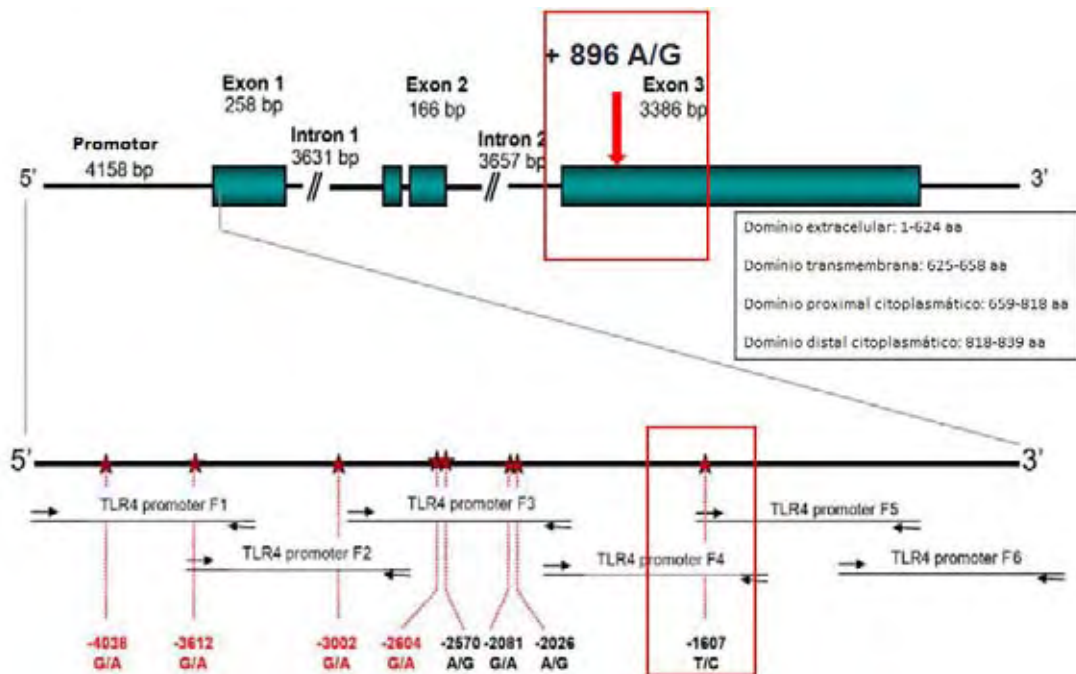 + 896 A/G
Exon 1
258 bp
Exon 2
166 bp
Exon 3
3386 bp
Intron 1
3631 bp
Intron 2
3657 bp
Promotor
4158 bp
5'
3'
Domínio extracelular: 1-624 aa
Domínio transmembrana: 625-658 aa
Domínio proximal citoplasmático: 659-818 aa
Domínio distal citoplasmático: 818-839 aa
5'
3'
TLR4 promoter F1
TLR4 promoter F3
TLR4 promoter F5
TLR4 promoter F2
TLR4 promoter F4
TLR4 promoter F6
-4038
G/A
-3612
G/A
-3002
G/A
-2604
G/A
-2570
A/G
-2081
G/A
-2026
A/G
-1607
T/C